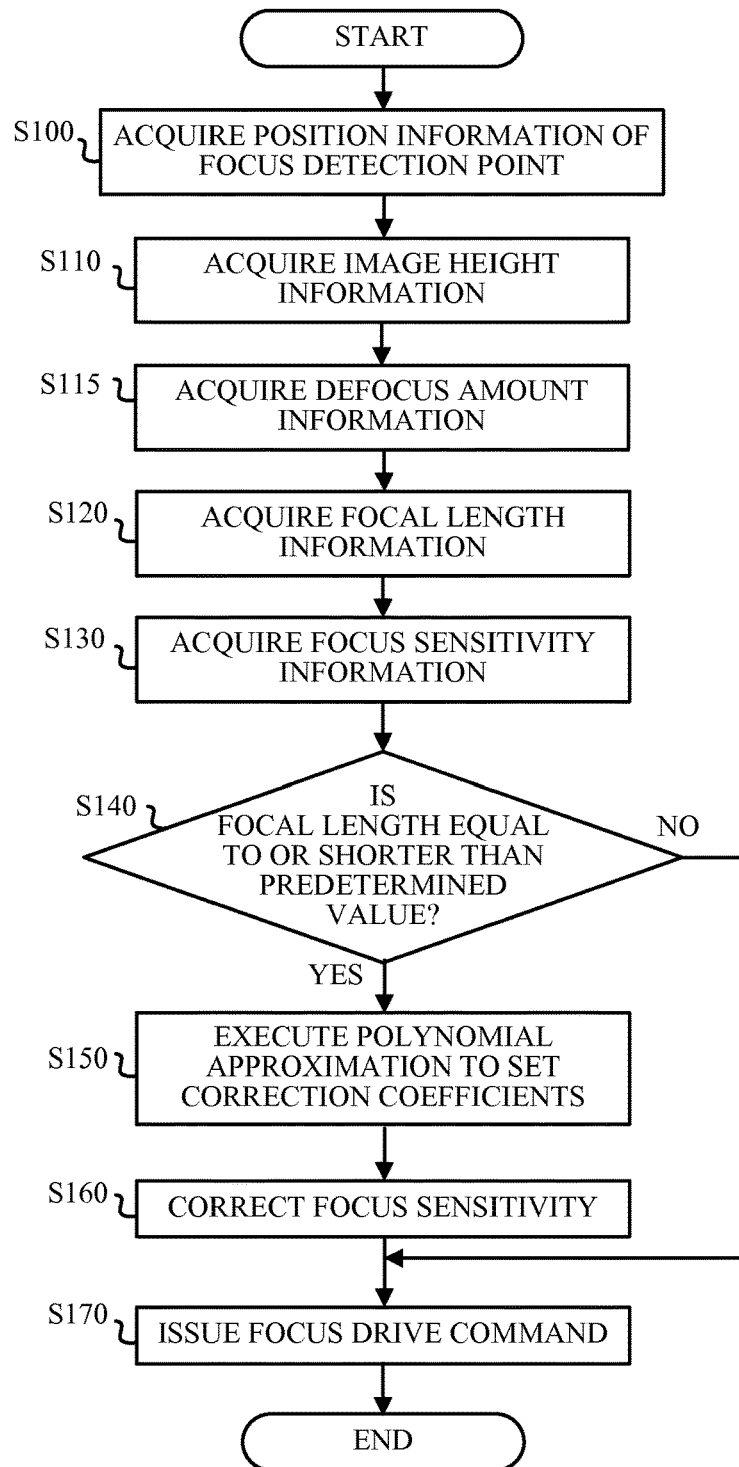 START
S100
ACQUIRE POSITION INFORMATION OF
FOCUS DETECTION POINT
S110
ACQUIRE IMAGE HEIGHT
INFORMATION
S115
ACQUIRE DEFOCUS AMOUNT
INFORMATION
S120
ACQUIRE FOCAL LENGTH
INFORMATION
S130
ACQUIRE FOCUS SENSITIVITY
INFORMATION
S140
IS
FOCAL LENGTH EQUAL
TO OR SHORTER THAN
PREDETERMINED
VALUE?
NO
YES
S150
EXECUTE POLYNOMIAL
APPROXIMATION TO SET
CORRECTION COEFFICIENTS
S160
CORRECT FOCUS SENSITIVITY
S170
ISSUE FOCUS DRIVE COMMAND
END